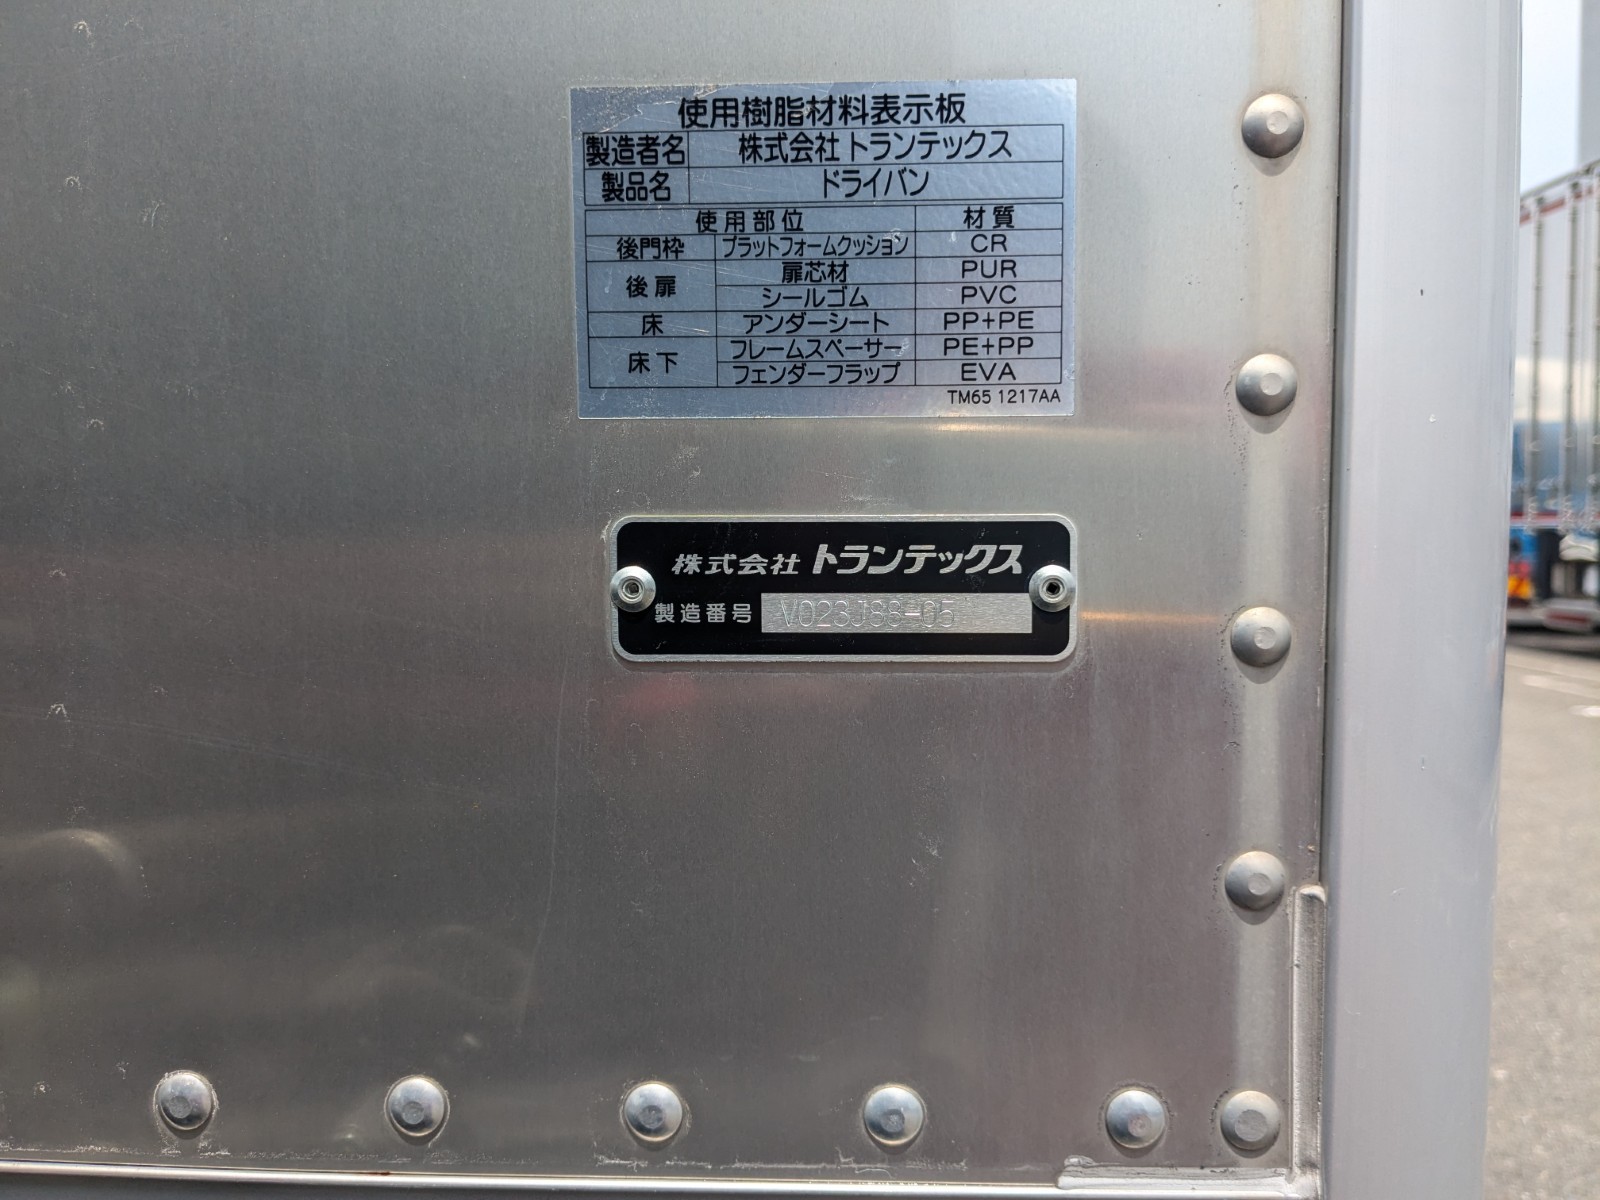 使用樹脂材料表示板
製造者名 株式会社 トランテックス
製品名 ドライバン
使用部位 材質
後門枠 プラットフォームクッション CR
後扉 扉芯材 PUR
シールゴム PVC
床 アンダーシート PP+PE
床下 フレームスペーサー PE+PP
フェンダーフラップ EVA
TM65 1217AA
株式会社 トランテックス
製造番号